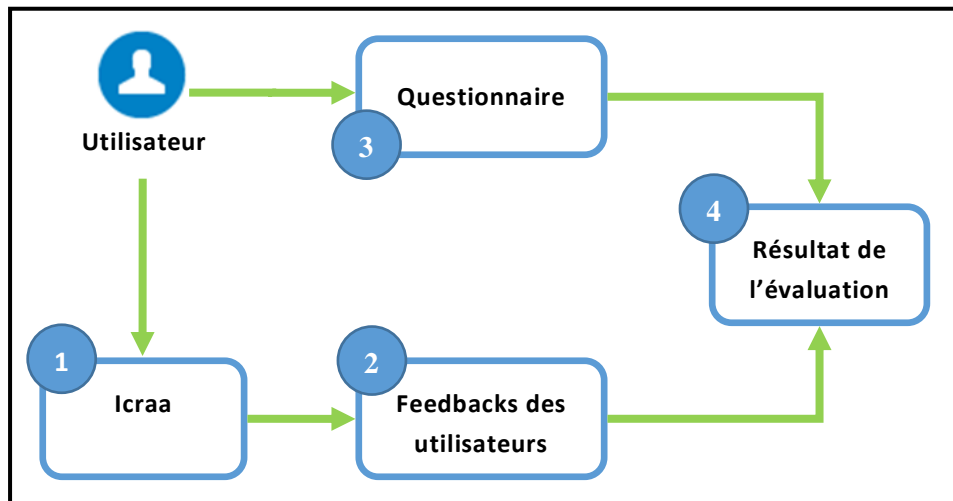 Utilisateur
Questionnaire
3
4
Résultat de
l'évaluation
1
Icraa
2
Feedbacks des
utilisateurs